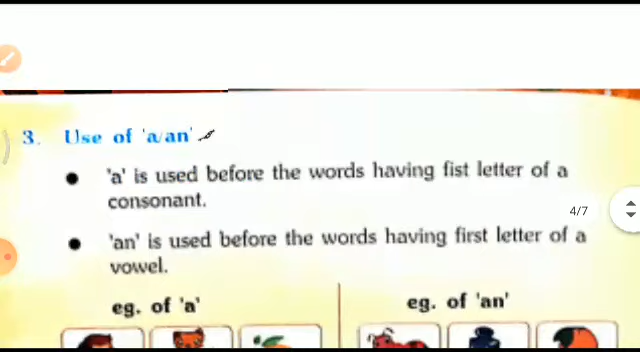 3. Use of 'a/an'
• 'a' is used before the words having fist letter of a
consonant.
4/7
• 'an' is used before the words having first letter of a
vowel.
eg. of 'a'
eg. of 'an'